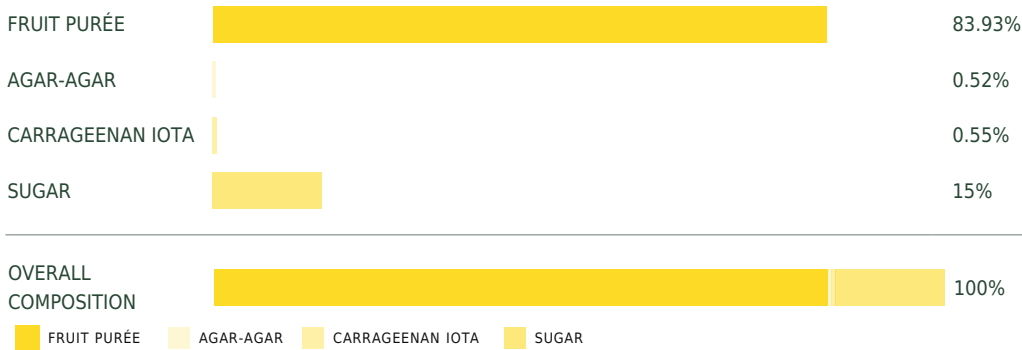 FRUIT PURÉE 83.93%
AGAR-AGAR 0.52%
CARRAGEENAN IOTA 0.55%
SUGAR 15%
OVERALL
COMPOSITION 100%
FRUIT PURÉE AGAR-AGAR CARRAGEENAN IOTA SUGAR